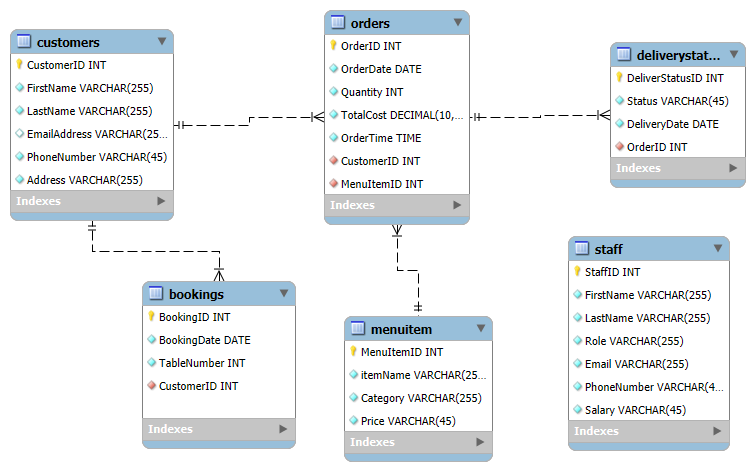 customers
CustomerID INT
FirstName VARCHAR(255)
LastName VARCHAR(255)
EmailAddress VARCHAR(25...
PhoneNumber VARCHAR(45)
Address VARCHAR(255)
Indexes
orders
OrderID INT
OrderDate DATE
Quantity INT
TotalCost DECIMAL(10,...
OrderTime TIME
CustomerID INT
MenuItemID INT
Indexes
deliverystat...
DeliverStatusID INT
Status VARCHAR(45)
DeliveryDate DATE
OrderID INT
Indexes
bookings
BookingID INT
BookingDate DATE
TableNumber INT
CustomerID INT
Indexes
menuitem
MenuItemID INT
itemName VARCHAR(25...
Category VARCHAR(255)
Price VARCHAR(45)
Indexes
staff
StaffID INT
FirstName VARCHAR(255)
LastName VARCHAR(255)
Role VARCHAR(255)
Email VARCHAR(255)
PhoneNumber VARCHAR(4...
Salary VARCHAR(45)
Indexes